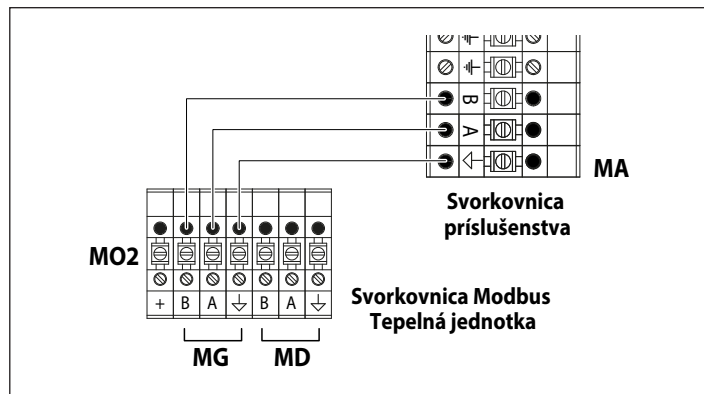 B
A
MA
Svorkovnica
príslušenstva
MO2
+ B A B A
Svorkovnica Modbus
Tepelná jednotka
MG MD